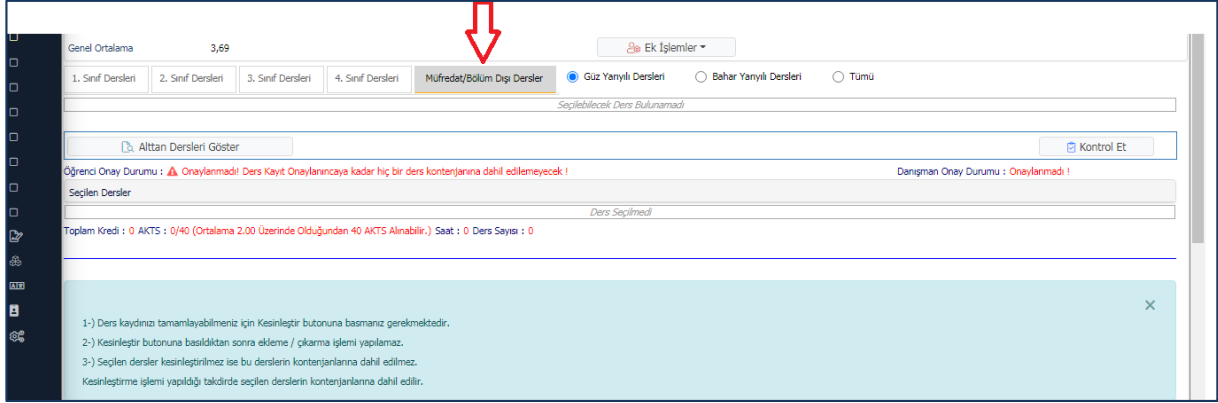 Genel Ortalama 3,69 Ek İşlemler
1. Sınıf Dersleri 2. Sınıf Dersleri 3. Sınıf Dersleri 4. Sınıf Dersleri Müfredat/Bölüm Dışı Dersler Güz Yarıyılı Dersleri Bahar Yarıyılı Dersleri Tümü
Seçilebilecek Ders Bulunamadı
Alttan Dersleri Göster Kontrol Et
Öğrenci Onay Durumu : Onaylanmadı! Ders Kayıt Onaylanıncaya kadar hiç bir ders kontenjanına dahil edilemeyecek ! Danışman Onay Durumu : Onaylanmadı !
Seçilen Dersler
Ders Seçilmedi
Toplam Kredi : 0 AKTS : 0/40 (Ortalama 2.00 Üzerinde Olduğundan 40 AKTS Alınabilir.) Saat : 0 Ders Sayısı : 0
1-) Ders kaydınızı tamamlayabilmeniz için Kesinleştir butonuna basmanız gerekmektedir.
2-) Kesinleştir butonuna basıldıktan sonra ekleme / çıkarma işlemi yapılamaz.
3-) Seçilen dersler kesinleştirilmez ise bu derslerin kontenjanlarına dahil edilmez.
Kesinleştirme işlemi yapıldığı takdirde seçilen derslerin kontenjanlarına dahil edilir.